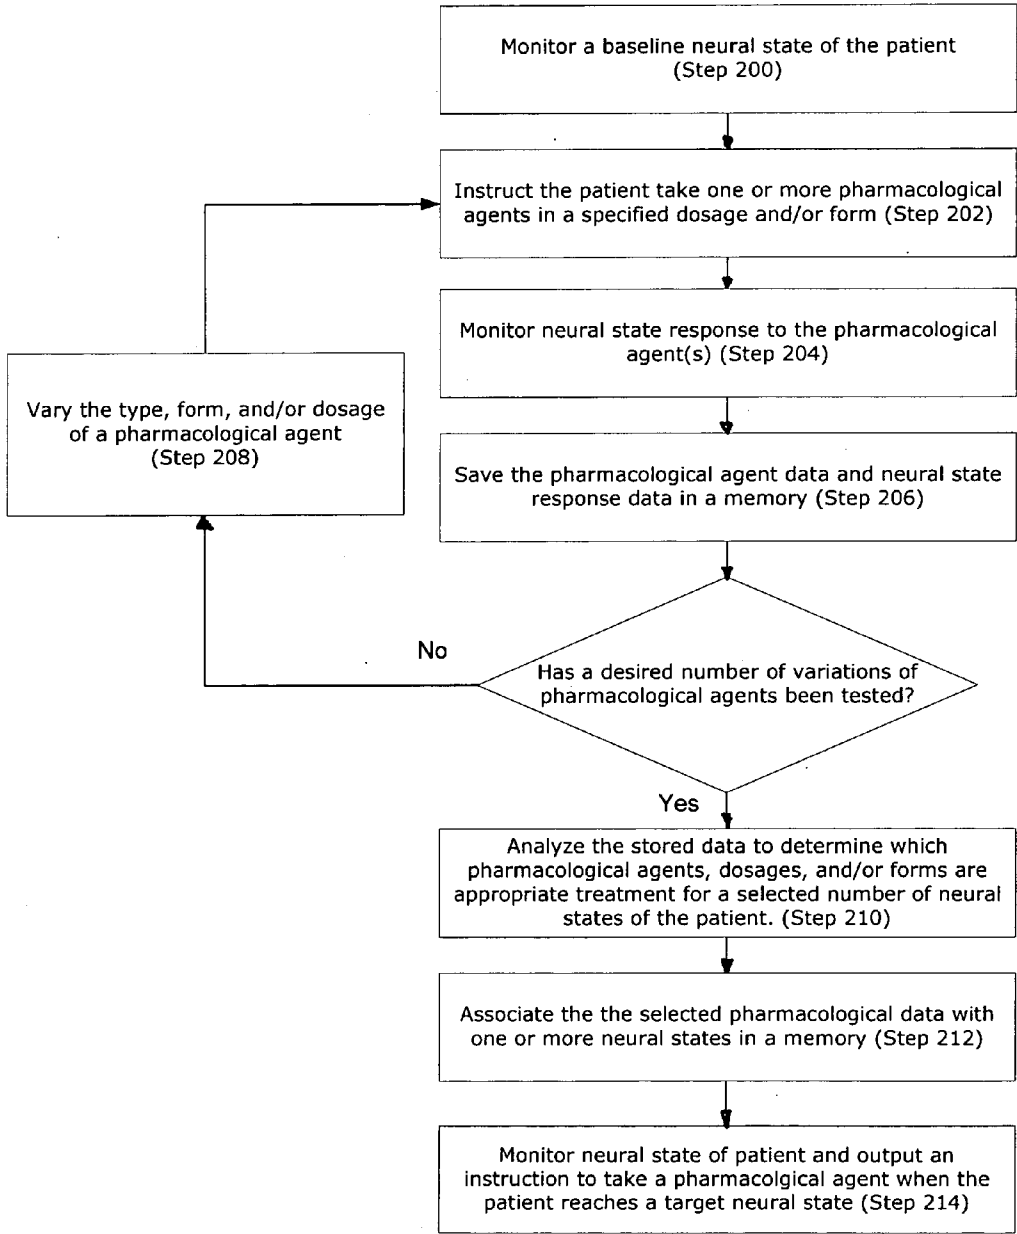 Monitor a baseline neural state of the patient
(Step 200)
Instruct the patient take one or more pharmacological
agents in a specified dosage and/or form (Step 202)
Monitor neural state response to the pharmacological
agent(s) (Step 204)
Vary the type, form, and/or dosage
of a pharmacological agent
(Step 208)
Save the pharmacological agent data and neural state
response data in a memory (Step 206)
No
Has a desired number of variations of
pharmacological agents been tested?
Yes
Analyze the stored data to determine which
pharmacological agents, dosages, and/or forms are
appropriate treatment for a selected number of neural
states of the patient. (Step 210)
Associate the the selected pharmacological data with
one or more neural states in a memory (Step 212)
Monitor neural state of patient and output an
instruction to take a pharmacolgical agent when the
patient reaches a target neural state (Step 214)